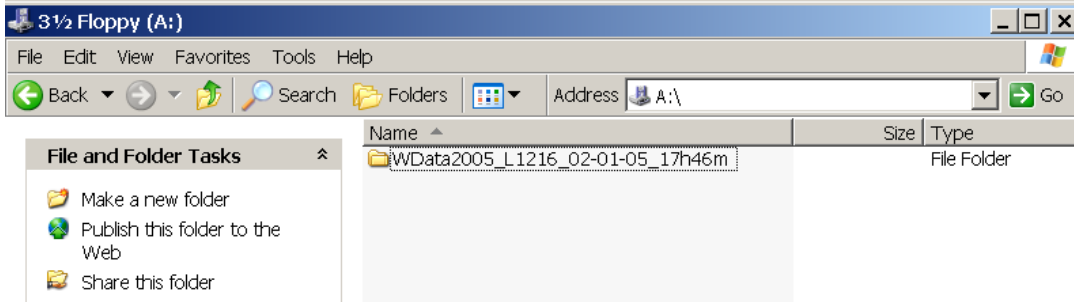 3½ Floppy (A:)
File Edit View Favorites Tools Help
Back Search Folders Address A:\ Go
Name Size Type
File and Folder Tasks
WData2005_L1216_02-01-05_17h46m File Folder
Make a new folder
Publish this folder to the
Web
Share this folder